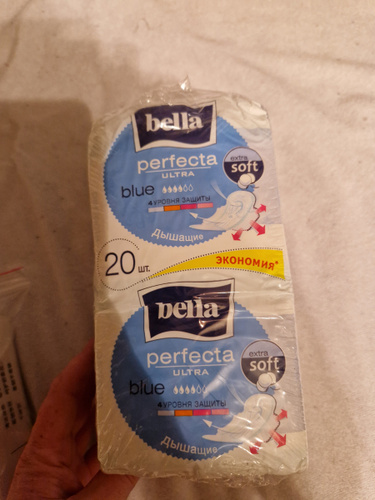 bella
perfecta
ULTRA
blue
extra
soft
4 УРОВНЯ ЗАЩИТЫ
дышащие
20 шт.
ЭКОНОМИЯ*
bella
perfecta
ULTRA
blue
extra
soft
4 УРОВНЯ ЗАЩИТЫ
дышащие